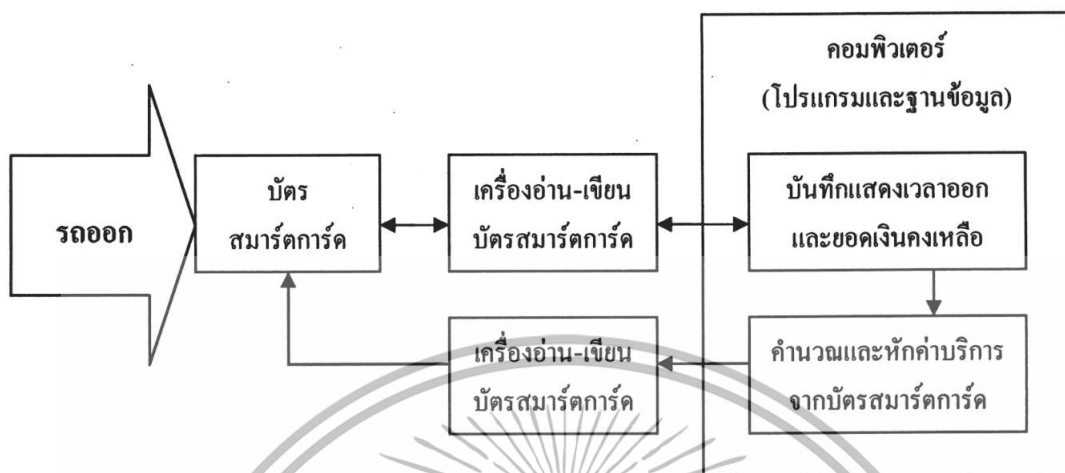 คอมพิวเตอร์
(โปรแกรมและฐานข้อมูล)
รถออก
บัตร
สมาร์ตการ์ด
เครื่องอ่าน-เขียน
บัตรสมาร์ตการ์ด
บันทึกแสดงเวลาออก
และยอดเงินคงเหลือ
เครื่องอ่าน-เขียน
บัตรสมาร์ตการ์ด
คำนวณและหักค่าบริการ
จากบัตรสมาร์ตการ์ด